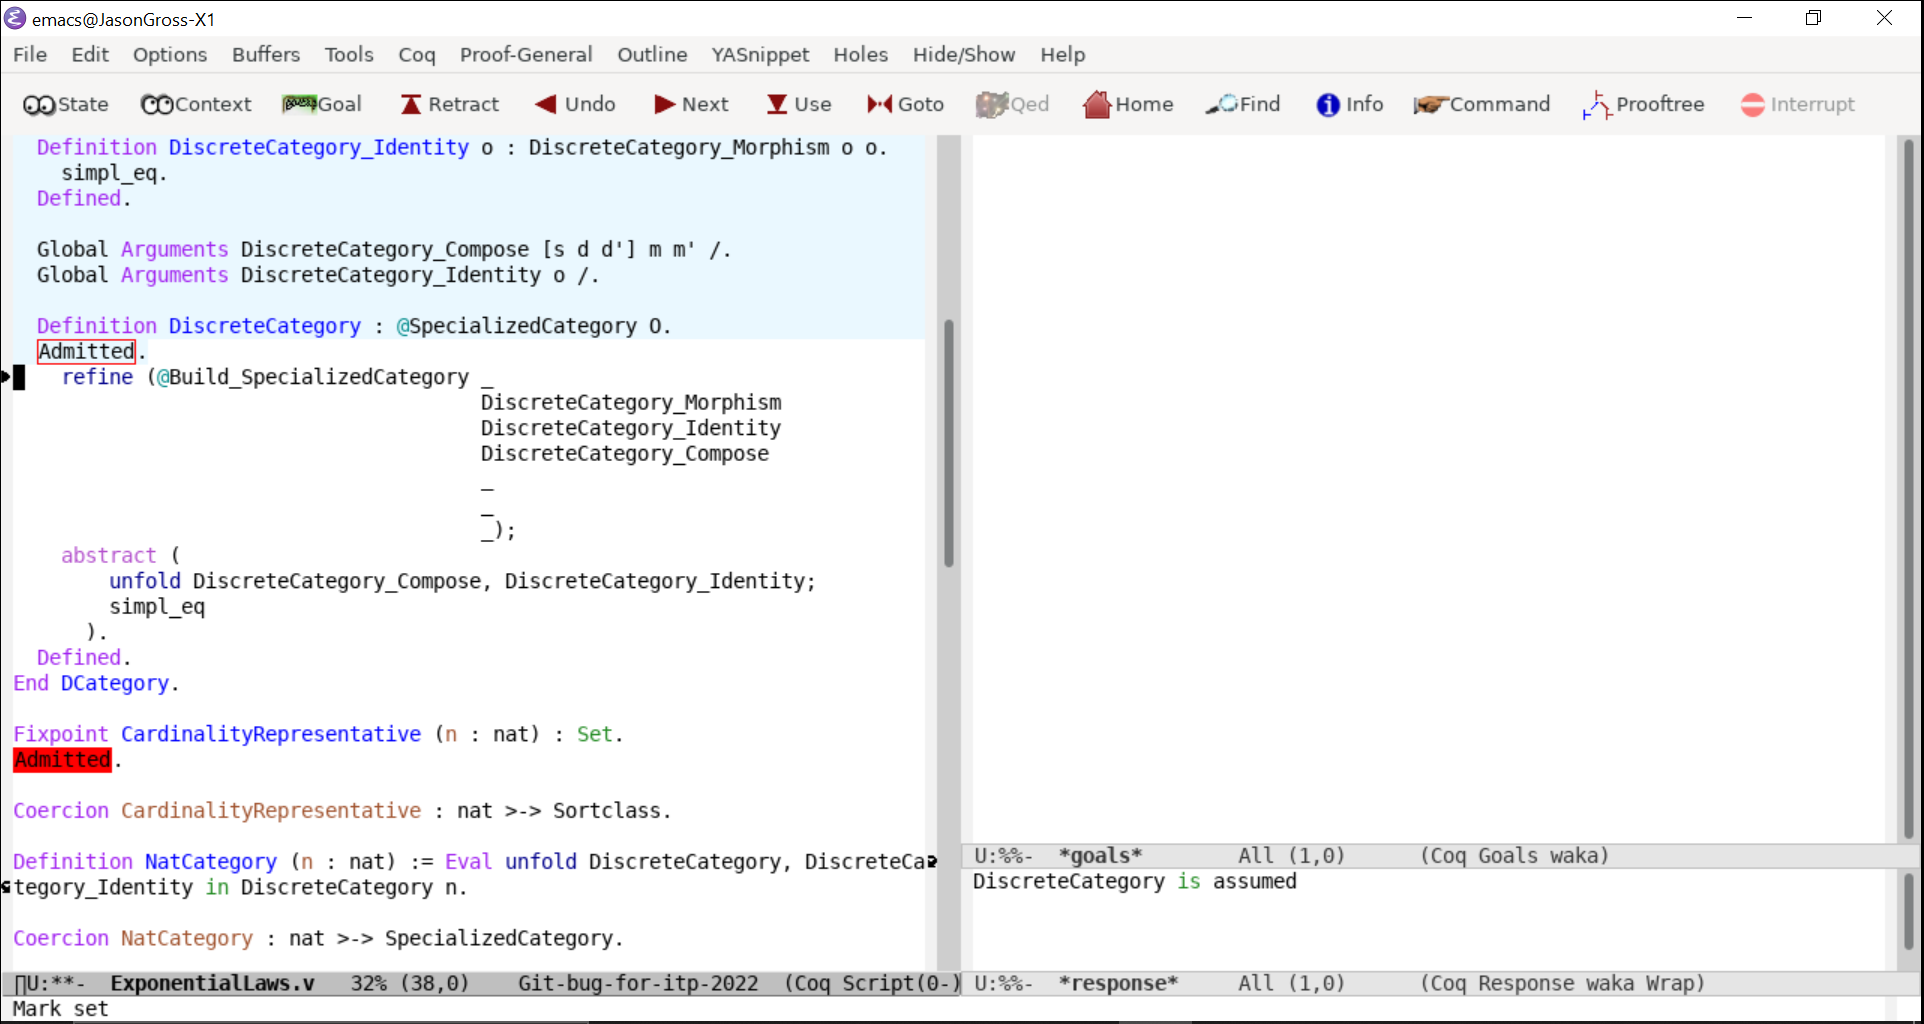 emacs@JasonGross-X1
File Edit Options Buffers Tools Coq Proof-General Outline YASnippet Holes Hide/Show Help
State Context Goal Retract Undo Next Use Goto Qed Home Find Info Command Prooftree Interrupt
Definition DiscreteCategory_Identity o : DiscreteCategory_Morphism o o.
simpl_eq.
Defined.
Global Arguments DiscreteCategory_Compose [s d d'] m m' /.
Global Arguments DiscreteCategory_Identity o /.
Definition DiscreteCategory : @SpecializedCategory O.
Admitted.
refine (@Build_SpecializedCategory _
DiscreteCategory_Morphism
DiscreteCategory_Identity
DiscreteCategory_Compose
_
_
_);
abstract (
unfold DiscreteCategory_Compose, DiscreteCategory_Identity;
simpl_eq
).
Defined.
End DCategory.
Fixpoint CardinalityRepresentative (n : nat) : Set.
Admitted.
Coercion CardinalityRepresentative : nat >-> Sortclass.
Definition NatCategory (n : nat) := Eval unfold DiscreteCategory, DiscreteCa
tegory_Identity in DiscreteCategory n.
Coercion NatCategory : nat >-> SpecializedCategory.
U:**- ExponentialLaws.v 32% (38,0) Git-bug-for-itp-2022 (Coq Script(0-)
Mark set
U:%%- *goals* All (1,0) (Coq Goals waka)
DiscreteCategory is assumed
U:%%- *response* All (1,0) (Coq Response waka Wrap)